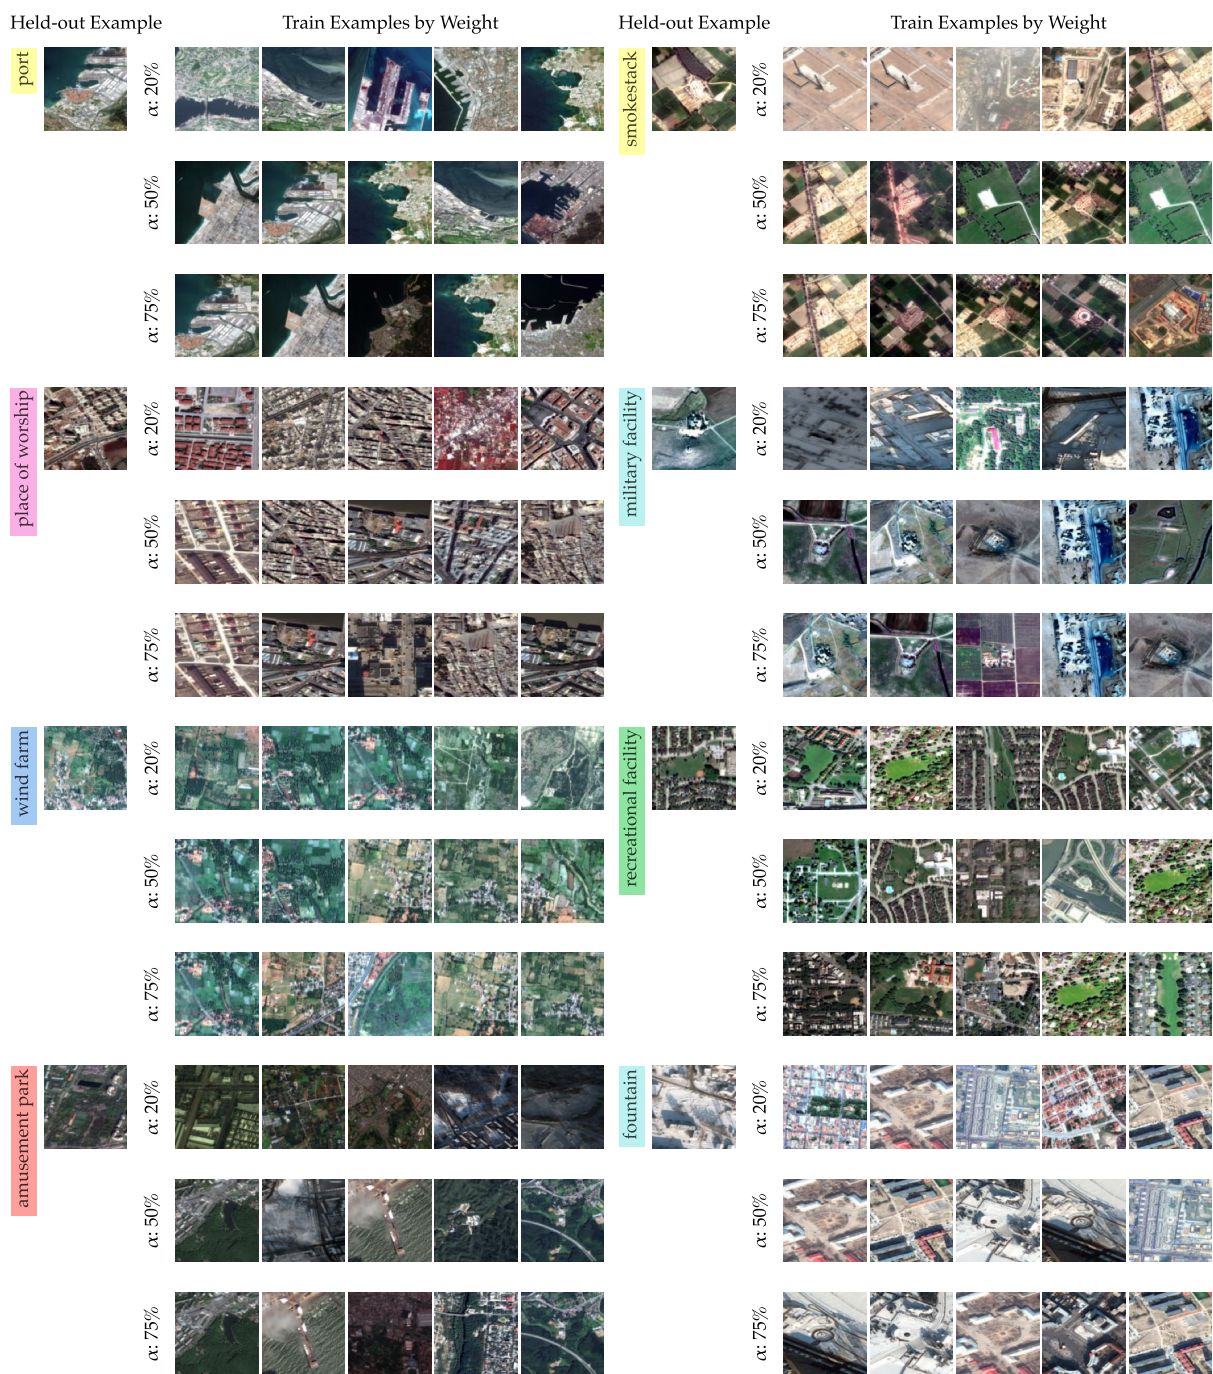 Held-out Example
Train Examples by Weight
Held-out Example
Train Examples by Weight
port
α: 20%
α: 50%
α: 75%
smokestack
α: 20%
α: 50%
α: 75%
place of worship
α: 20%
α: 50%
α: 75%
military facility
α: 20%
α: 50%
α: 75%
wind farm
α: 20%
α: 50%
α: 75%
recreational facility
α: 20%
α: 50%
α: 75%
amusement park
α: 20%
α: 50%
α: 75%
fountain
α: 20%
α: 50%
α: 75%